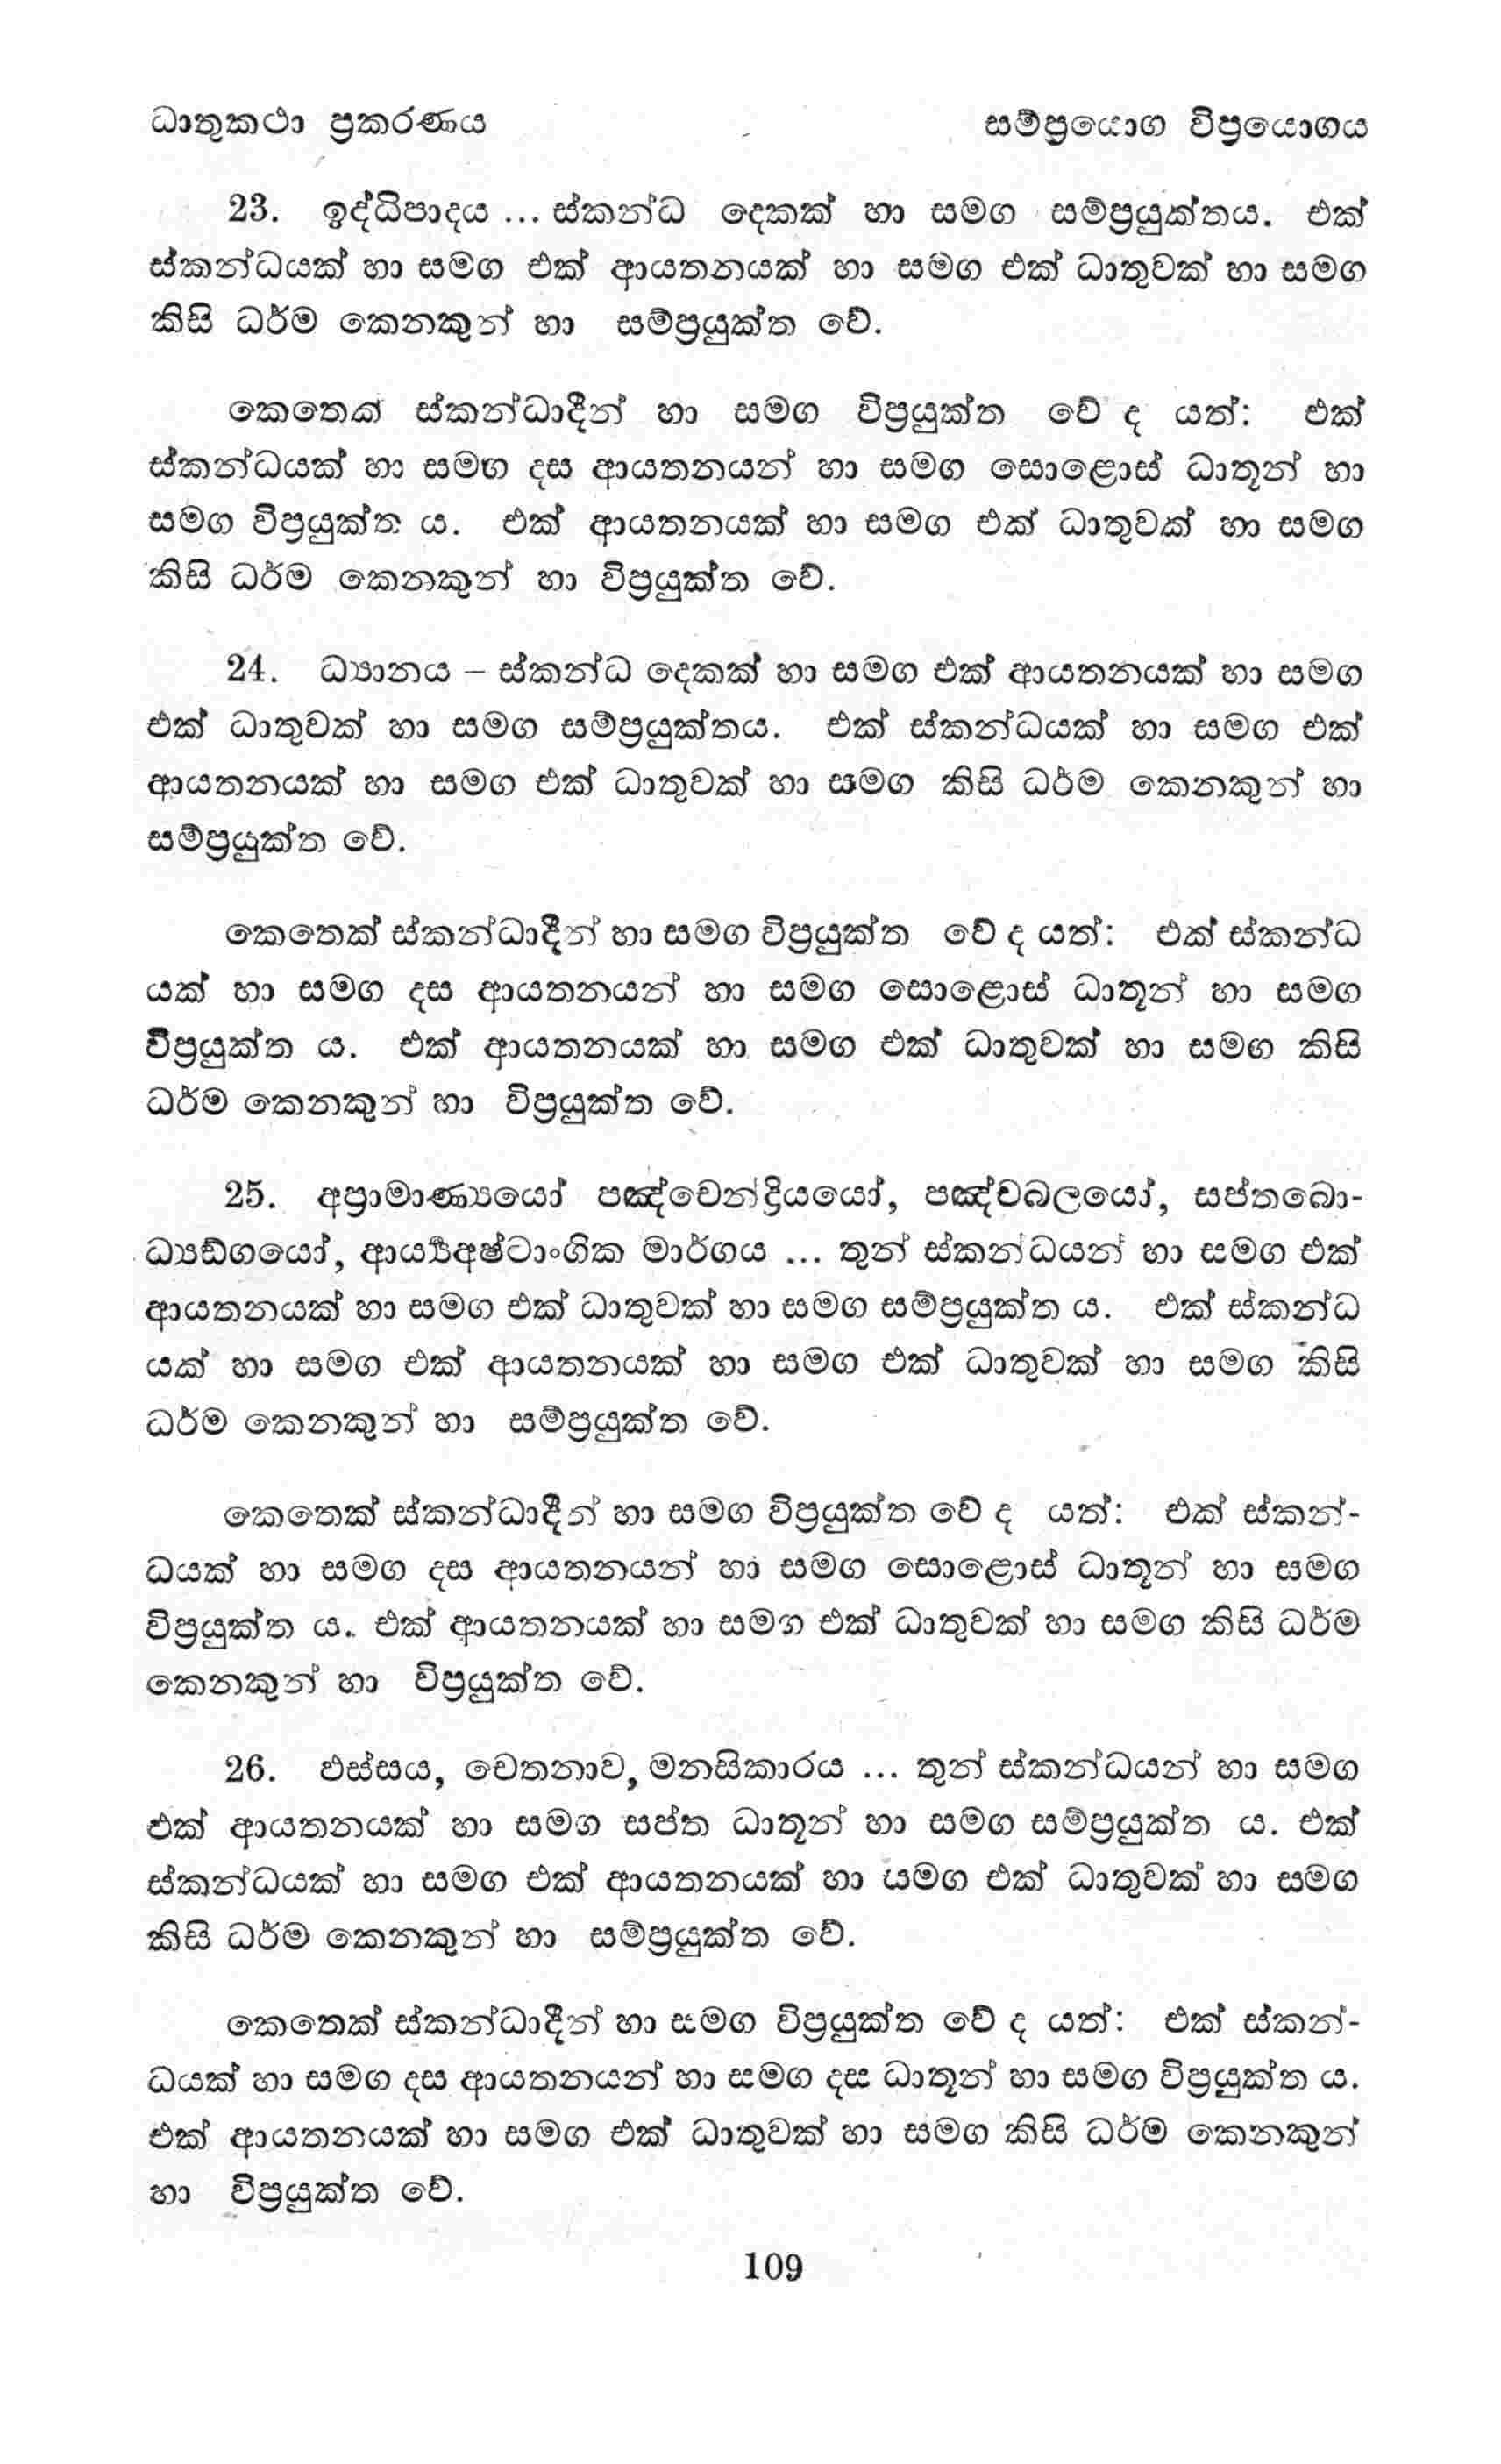 ධාතුකථා ප්‍රකරණය සම්ප්‍රයොග විප්‍රයොගය
23. ඉද්ධිපාදය ... ස්කන්ධ දෙකක් හා සමග සම්ප්‍රයුක්තය. එක්
ස්කන්ධයක් හා සමග එක් ආයතනයක් හා සමග එක් ධාතුවක් හා සමග
කිසි ධර්ම කෙනකුන් හා සම්ප්‍රයුක්ත වේ.
කෙතෙක් ස්කන්ධාදීන් හා සමග විප්‍රයුක්ත වේ ද යත්: එක්
ස්කන්ධයක් හා සමඟ දස ආයතනයන් හා සමග සොළොස් ධාතූන් හා
සමග විප්‍රයුක්ත ය. එක් ආයතනයක් හා සමග එක් ධාතුවක් හා සමග
කිසි ධර්ම කෙනකුන් හා විප්‍රයුක්ත වේ.
24. ධ්‍යානය – ස්කන්ධ දෙකක් හා සමග එක් ආයතනයක් හා සමග
එක් ධාතුවක් හා සමග සම්ප්‍රයුක්තය. එක් ස්කන්ධයක් හා සමග එක්
ආයතනයක් හා සමග එක් ධාතුවක් හා සමග කිසි ධර්ම කෙනකුන් හා
සම්ප්‍රයුක්ත වේ.
කෙතෙක් ස්කන්ධාදීන් හා සමග විප්‍රයුක්ත වේ ද යත්: එක් ස්කන්ධ
යක් හා සමග දස ආයතනයන් හා සමග සොළොස් ධාතූන් හා සමග
විප්‍රයුක්ත ය. එක් ආයතනයක් හා සමග එක් ධාතුවක් හා සමඟ කිසි
ධර්ම කෙනකුන් හා විප්‍රයුක්ත වේ.
25. අප්‍රාමාණ්‍යයෝ පඤ්චෙන්ද්‍රියයෝ, පඤ්චබලයෝ, සප්තබො-
ධ්‍යඩ්ගයෝ, ආර්‍ය්‍යඅෂ්ටාංගික මාර්ගය ... තුන් ස්කන්ධයන් හා සමග එක්
ආයතනයක් හා සමග එක් ධාතුවක් හා සමග සම්ප්‍රයුක්ත ය. එක් ස්කන්ධ
යක් හා සමග එක් ආයතනයක් හා සමග එක් ධාතුවක් හා සමග කිසි
ධර්ම කෙනකුන් හා සම්ප්‍රයුක්ත වේ.
කෙතෙක් ස්කන්ධාදීන් හා සමග විප්‍රයුක්ත වේ ද යත්: එක් ස්කන්-
ධයක් හා සමග දස ආයතනයන් හා සමග සොළොස් ධාතූන් හා සමග
විප්‍රයුක්ත ය. එක් ආයතනයක් හා සමග එක් ධාතුවක් හා සමග කිසි ධර්ම
කෙනකුන් හා විප්‍රයුක්ත වේ.
26. ඵස්සය, චෙතනාව, මනසිකාරය ... තුන් ස්කන්ධයන් හා සමග
එක් ආයතනයක් හා සමග සප්ත ධාතූන් හා සමග සම්ප්‍රයුක්ත ය. එක්
ස්කන්ධයක් හා සමග එක් ආයතනයක් හා සමග එක් ධාතුවක් හා සමග
කිසි ධර්ම කෙනකුන් හා සම්ප්‍රයුක්ත වේ.
කෙතෙක් ස්කන්ධාදීන් හා සමග විප්‍රයුක්ත වේ ද යත්: එක් ස්කන්-
ධයක් හා සමග දස ආයතනයන් හා සමග දස ධාතූන් හා සමග විප්‍රයුක්ත ය.
එක් ආයතනයක් හා සමග එක් ධාතුවක් හා සමග කිසි ධර්ම කෙනකුන්
හා විප්‍රයුක්ත වේ.
109